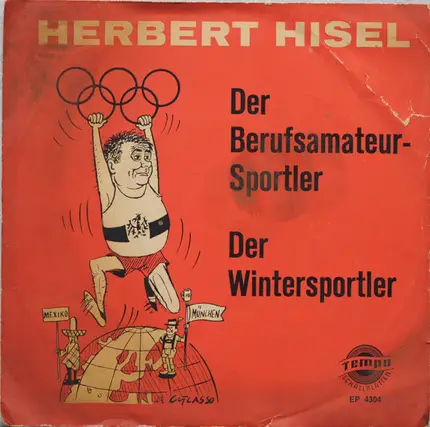 HERBERT HISEL
Der
Berufsamateur-
Sportler
Der
Wintersportler
MEXIKO
MÜNCHEN
Tempo
SCHALLPLATTEN
EP 4304